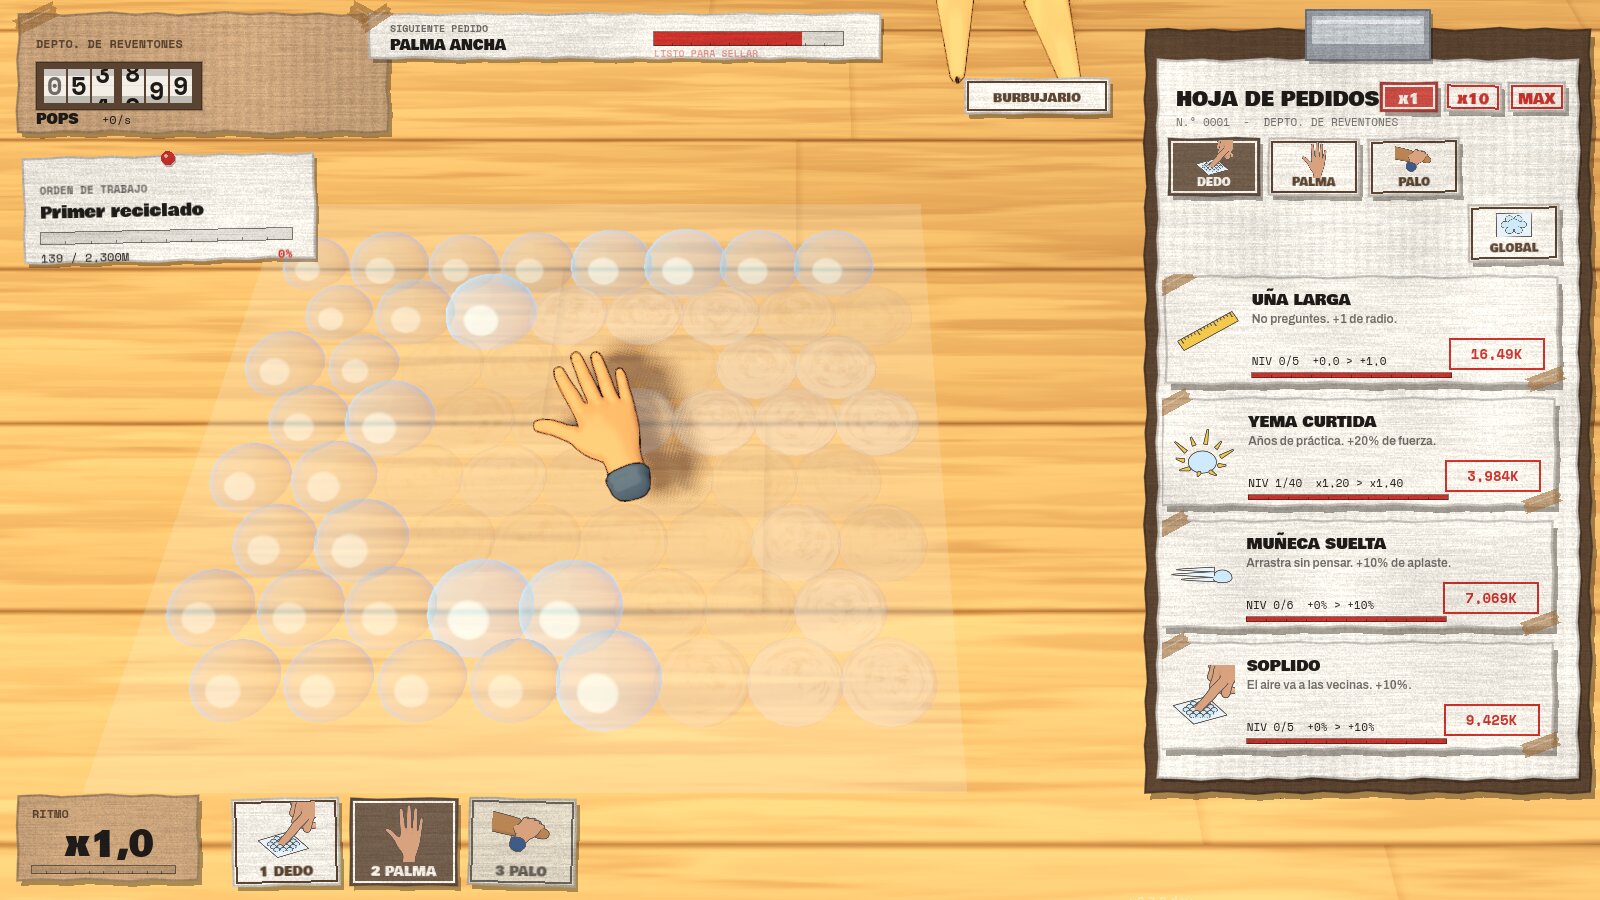 DEPTO. DE REVENTONES
POPS +0/s
SIGUIENTE PEDIDO
PALMA ANCHA
LISTO PARA SELLAR
BURBUJARIO
ORDEN DE TRABAJO
Primer reciclado
139 / 2,300M 0%
HOJA DE PEDIDOS x1 x10 MAX
N.° 0001 - DEPTO. DE REVENTONES
DEDO PALMA PALO
GLOBAL
UÑA LARGA
No preguntes. +1 de radio.
NIV 0/5 +0,0 > +1,0
16,49K
YEMA CURTIDA
Años de práctica. +20% de fuerza.
NIV 1/40 x1,20 > x1,40
3,984K
MUÑECA SUELTA
Arrastra sin pensar. +10% de aplaste.
NIV 0/6 +0% > +10%
7,069K
SOPLIDO
El aire va a las vecinas. +10%.
NIV 0/5 +0% > +10%
9,425K
RITMO
x1,0
1 DEDO 2 PALMA 3 PALO